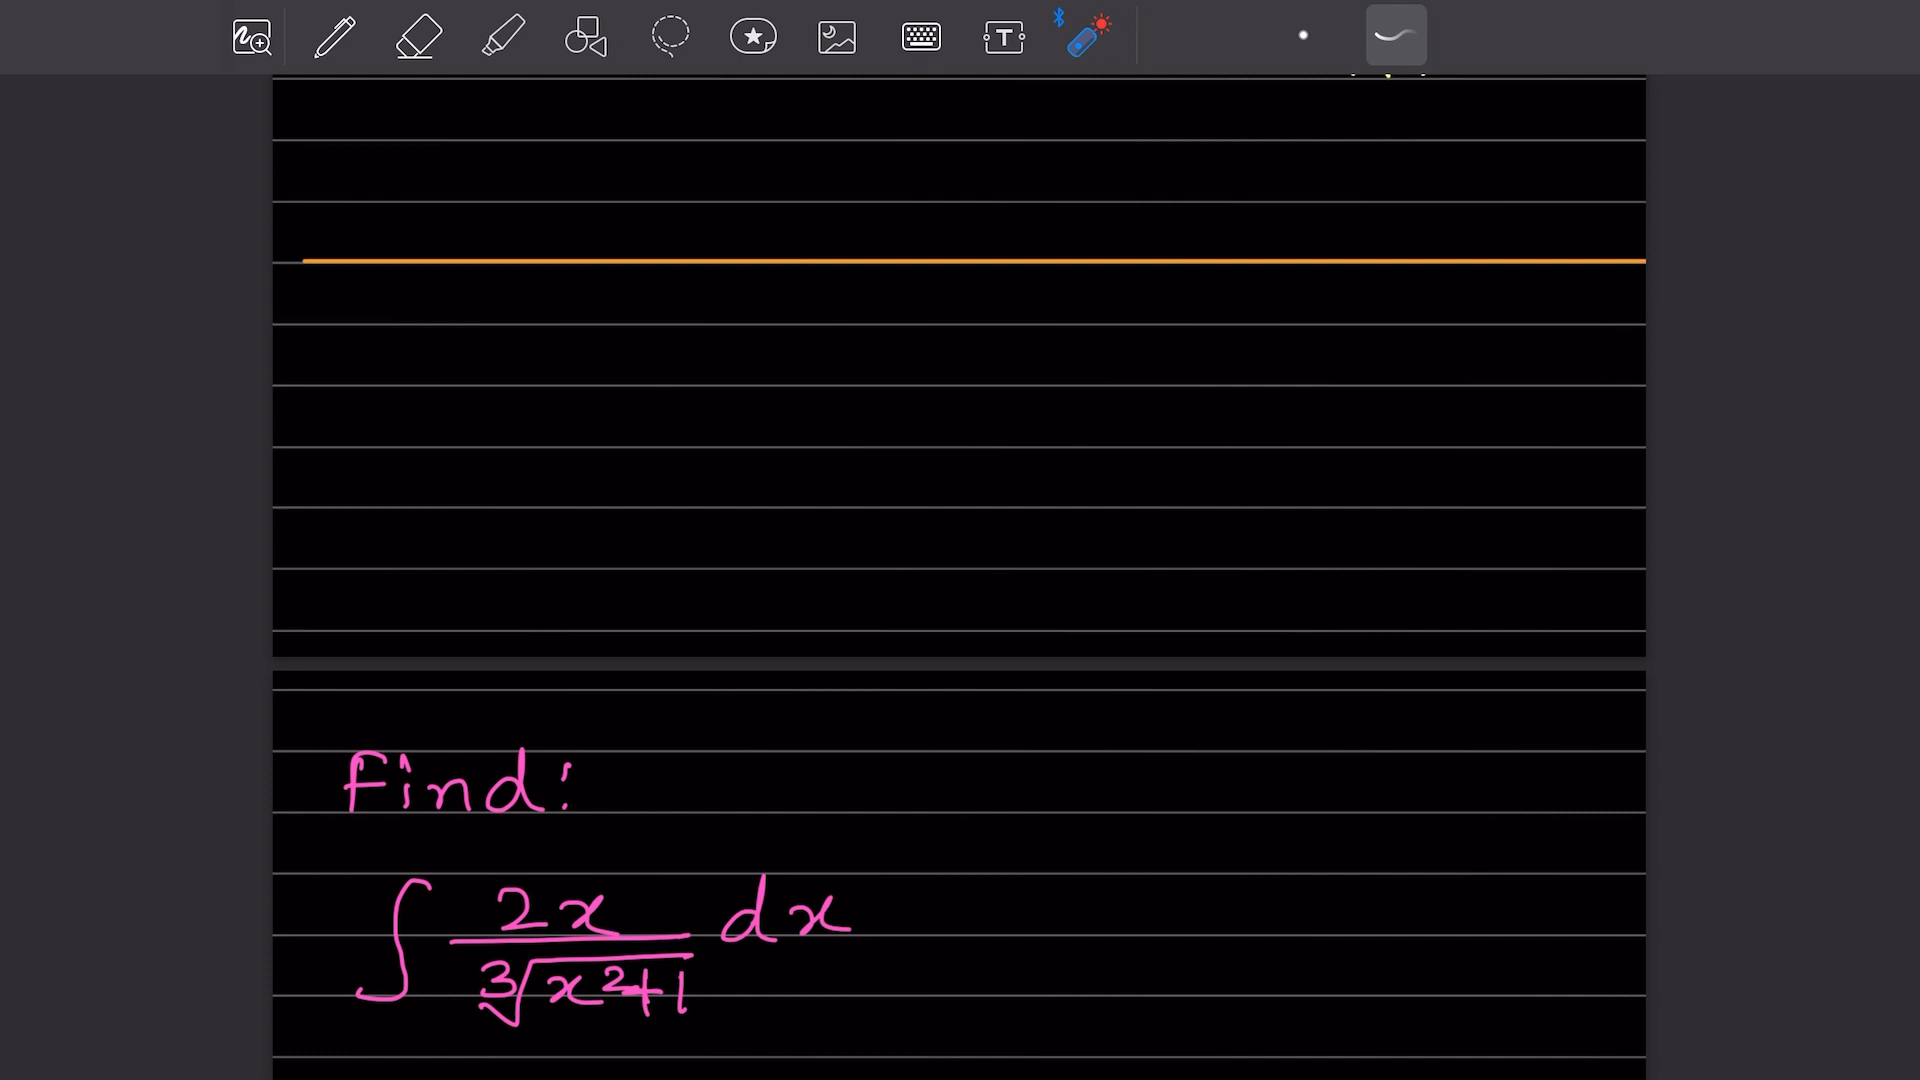 Find:
∫ 2x / ∛(x²+1) dx